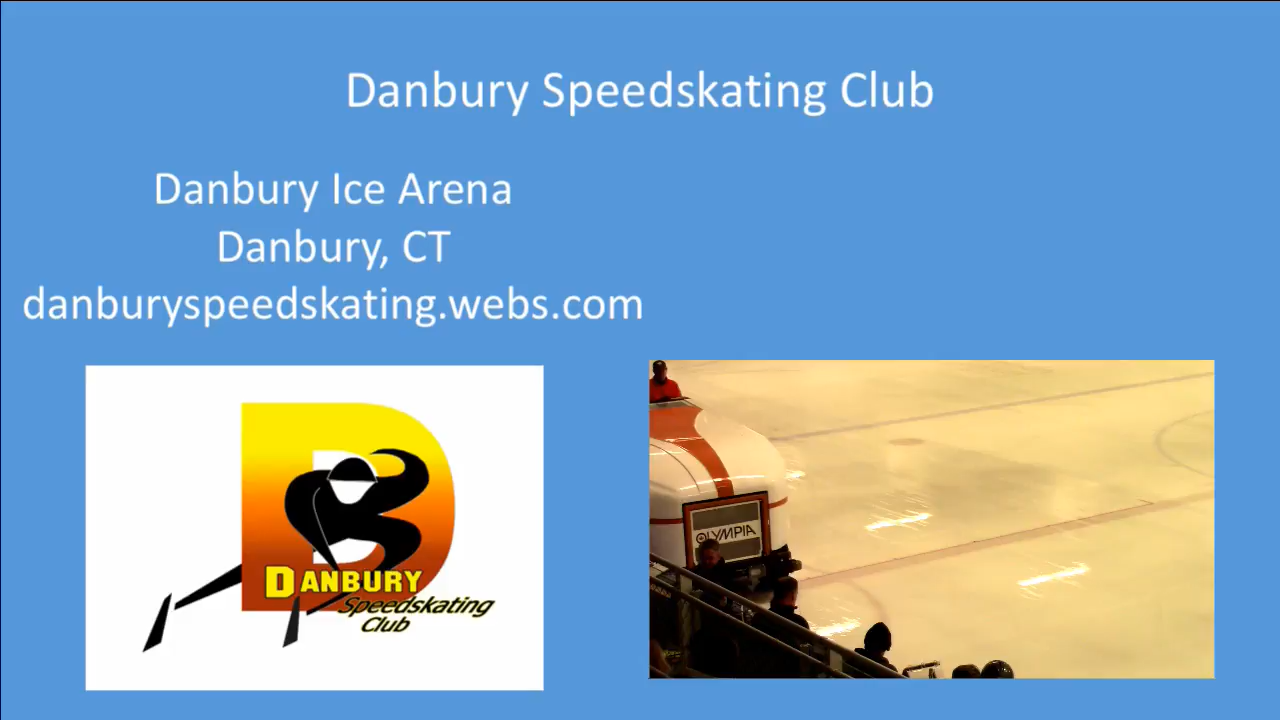 Danbury Speedskating Club
Danbury Ice Arena
Danbury, CT
danburyspeedskating.webs.com
DANBURY
Speedskating
Club
OLYMPIA